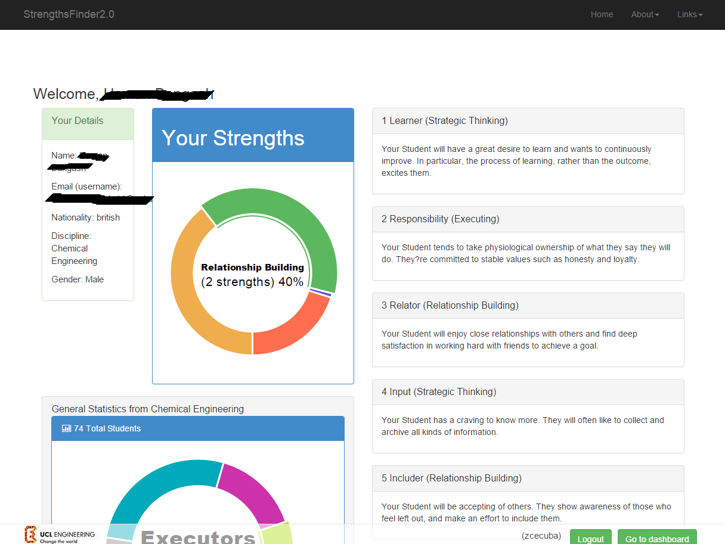 StrengthsFinder2.0
Home
About
Links
Welcome,
Your Details
Name:
Email (username):
Nationality: british
Discipline:
Chemical
Engineering
Gender: Male
Your Strengths
Relationship Building
(2 strengths) 40%
General Statistics from Chemical Engineering
74 Total Students
Executors
1 Learner (Strategic Thinking)
Your Student will have a great desire to learn and wants to continuously
improve. In particular, the process of learning, rather than the outcome,
excites them.
2 Responsibility (Executing)
Your Student tends to take physiological ownership of what they say they will
do. They?re committed to stable values such as honesty and loyalty.
3 Relator (Relationship Building)
Your Student will enjoy close relationships with others and find deep
satisfaction in working hard with friends to achieve a goal.
4 Input (Strategic Thinking)
Your Student has a craving to know more. They will often like to collect and
archive all kinds of information.
5 Includer (Relationship Building)
Your Student will be accepting of others. They show awareness of those who
feel left out, and make an effort to include them.
UCL ENGINEERING
Change the world
(zcecuba)
Logout
Go to dashboard